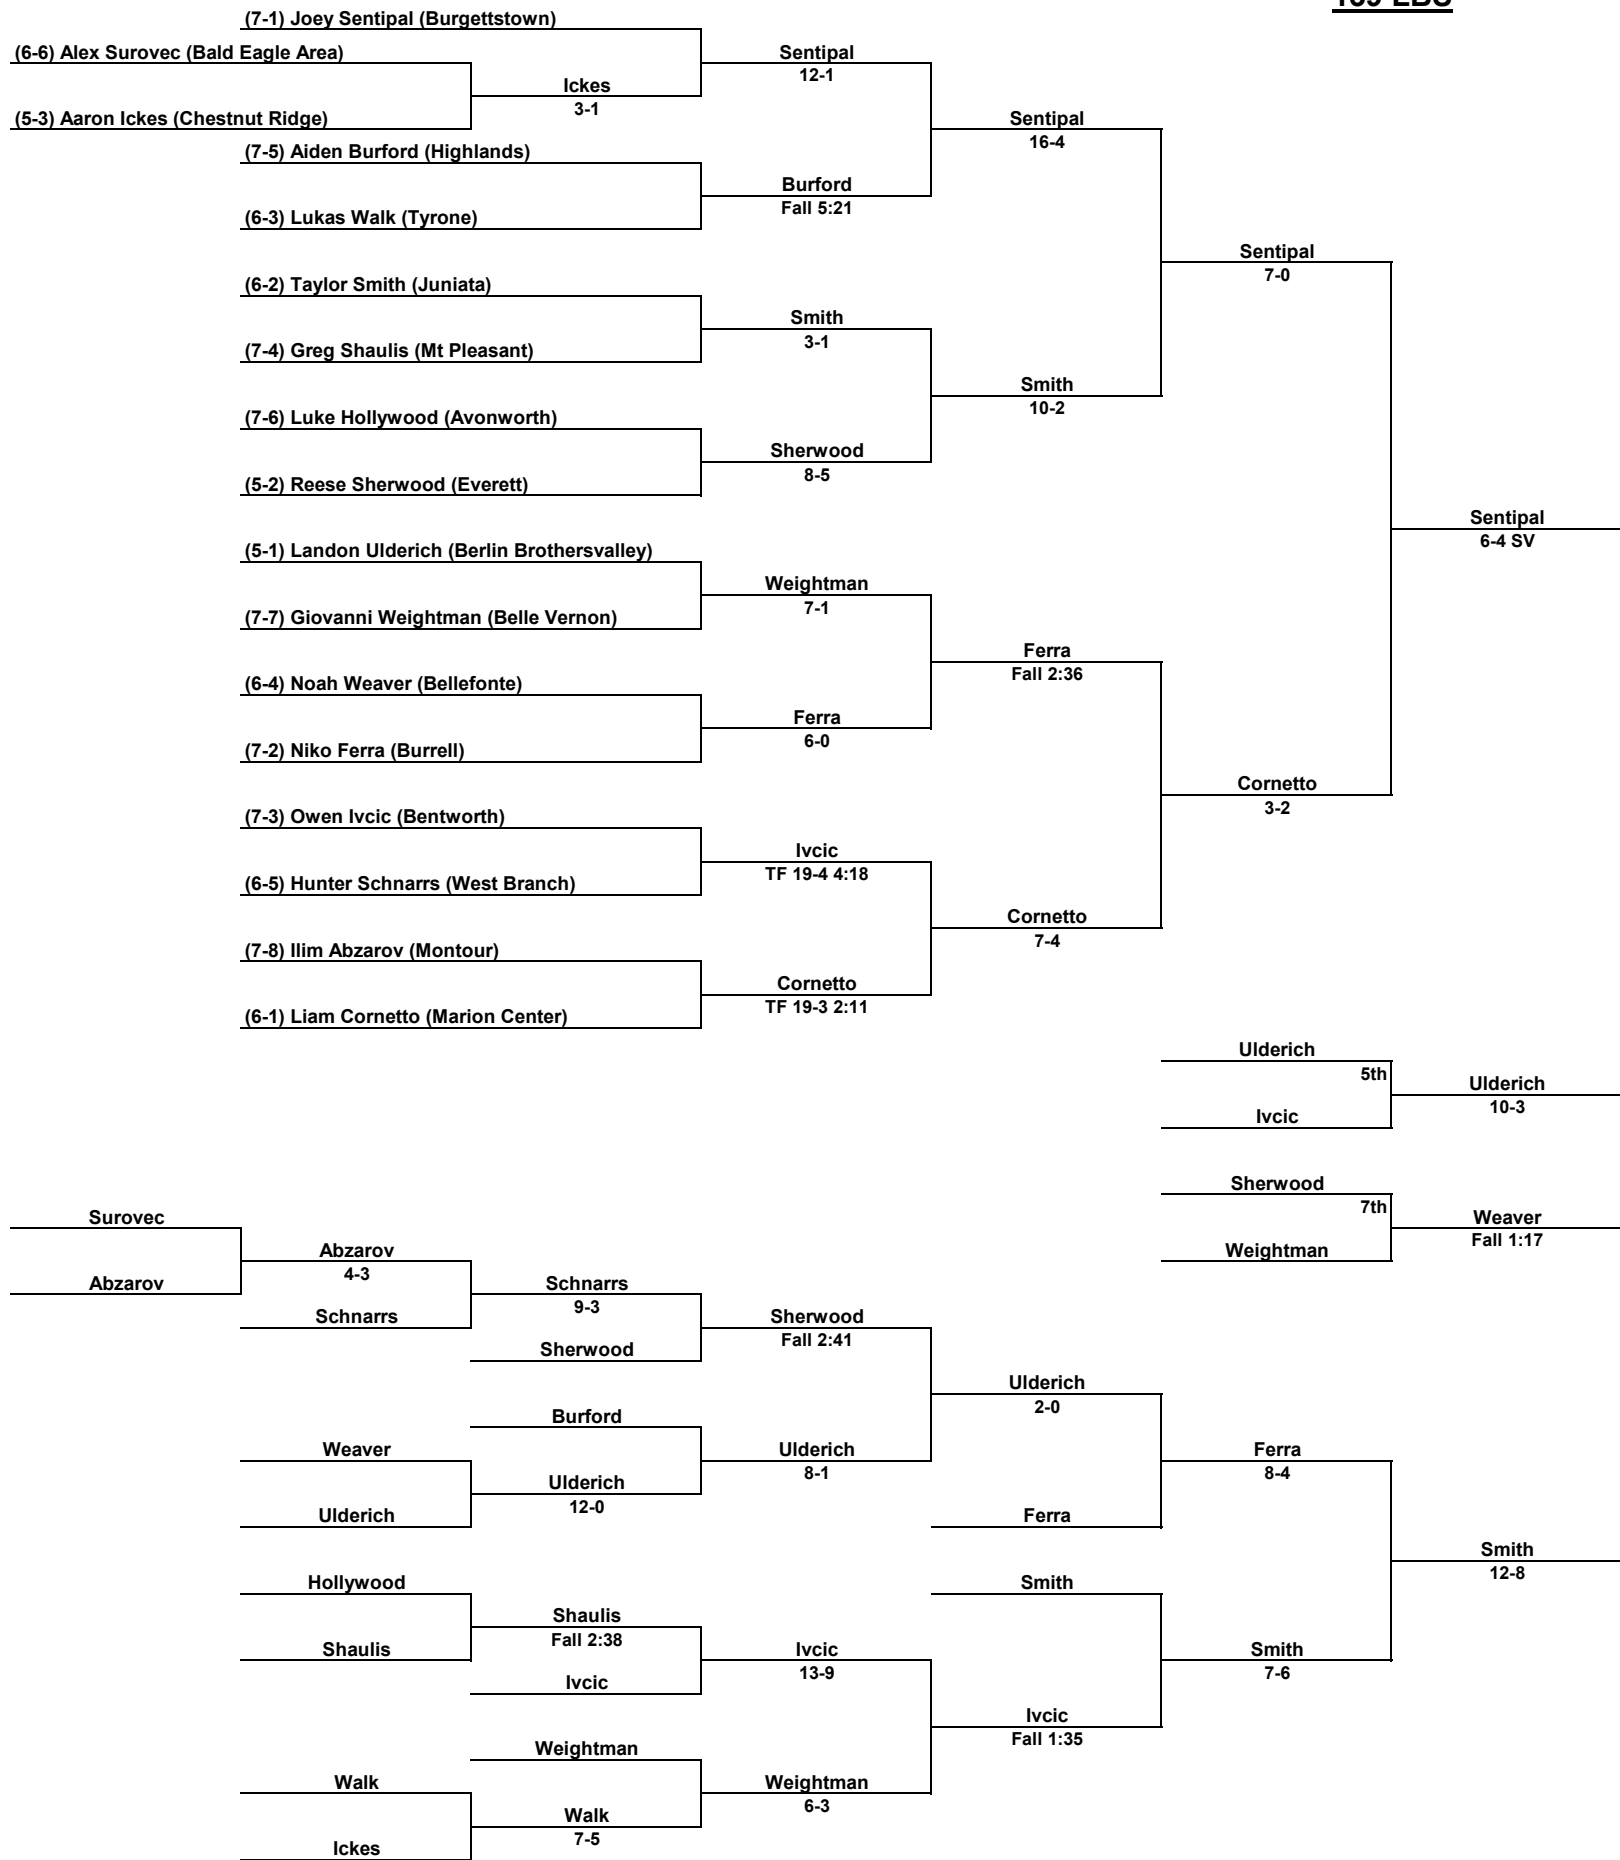 139 LBS
(7-1) Joey Sentipal (Burgettstown)
(6-6) Alex Surovec (Bald Eagle Area)
Sentipal
12-1
Ickes
3-1
(5-3) Aaron Ickes (Chestnut Ridge)
Sentipal
16-4
(7-5) Aiden Burford (Highlands)
Burford
Fall 5:21
(6-3) Lukas Walk (Tyrone)
Sentipal
7-0
(6-2) Taylor Smith (Juniata)
Smith
3-1
(7-4) Greg Shaulis (Mt Pleasant)
Smith
10-2
(7-6) Luke Hollywood (Avonworth)
Sherwood
8-5
(5-2) Reese Sherwood (Everett)
Sentipal
6-4 SV
(5-1) Landon Ulderich (Berlin Brothersvalley)
Weightman
7-1
(7-7) Giovanni Weightman (Belle Vernon)
Ferra
Fall 2:36
(6-4) Noah Weaver (Bellefonte)
Ferra
6-0
(7-2) Niko Ferra (Burrell)
Cornetto
3-2
(7-3) Owen Ivcic (Bentworth)
Ivcic
TF 19-4 4:18
(6-5) Hunter Schnarrs (West Branch)
Cornetto
7-4
(7-8) Ilim Abzarov (Montour)
Cornetto
TF 19-3 2:11
(6-1) Liam Cornetto (Marion Center)
Ulderich
5th
Ulderich
10-3
Ivcic
Sherwood
7th
Weaver
Fall 1:17
Weightman
Surovec
Abzarov
4-3
Abzarov
Schnarrs
9-3
Schnarrs
Sherwood
Fall 2:41
Sherwood
Ulderich
2-0
Burford
Weaver
Ulderich
8-1
Ferra
8-4
Ulderich
12-0
Ulderich
Ferra
Smith
12-8
Hollywood
Smith
Shaulis
Fall 2:38
Shaulis
Ivcic
13-9
Smith
7-6
Ivcic
Ivcic
Fall 1:35
Weightman
Walk
Weightman
6-3
Walk
7-5
Ickes